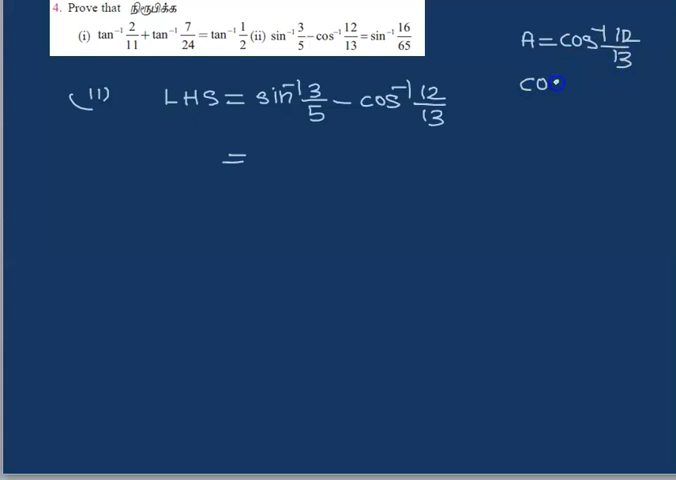 4. Prove that நிரூபிக்க
(i) tan⁻¹ 2/11 + tan⁻¹ 7/24 = tan⁻¹ 1/2 (ii) sin⁻¹ 3/5 − cos⁻¹ 12/13 = sin⁻¹ 16/65
(ii) LHS = sin⁻¹ 3/5 − cos⁻¹ 12/13
=
A = cos⁻¹ 12/13
co